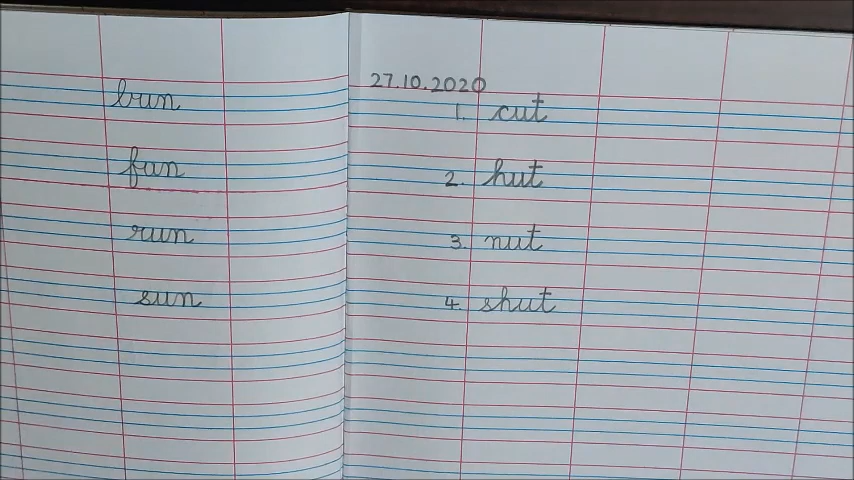 bun
fun
run
sun
27.10.2020
1. cut
2. hut
3. nut
4. shut